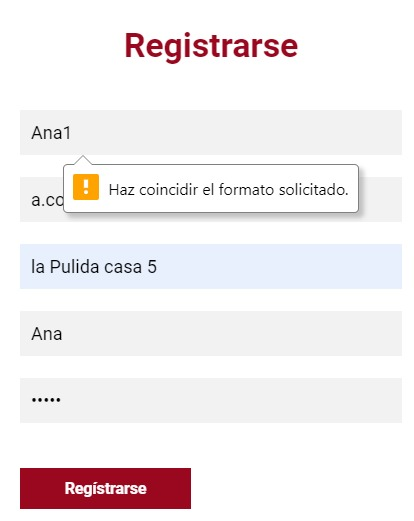 Registrarse
Ana1
Haz coincidir el formato solicitado.
a.co
la Pulida casa 5
Ana
•••••
Regístrarse